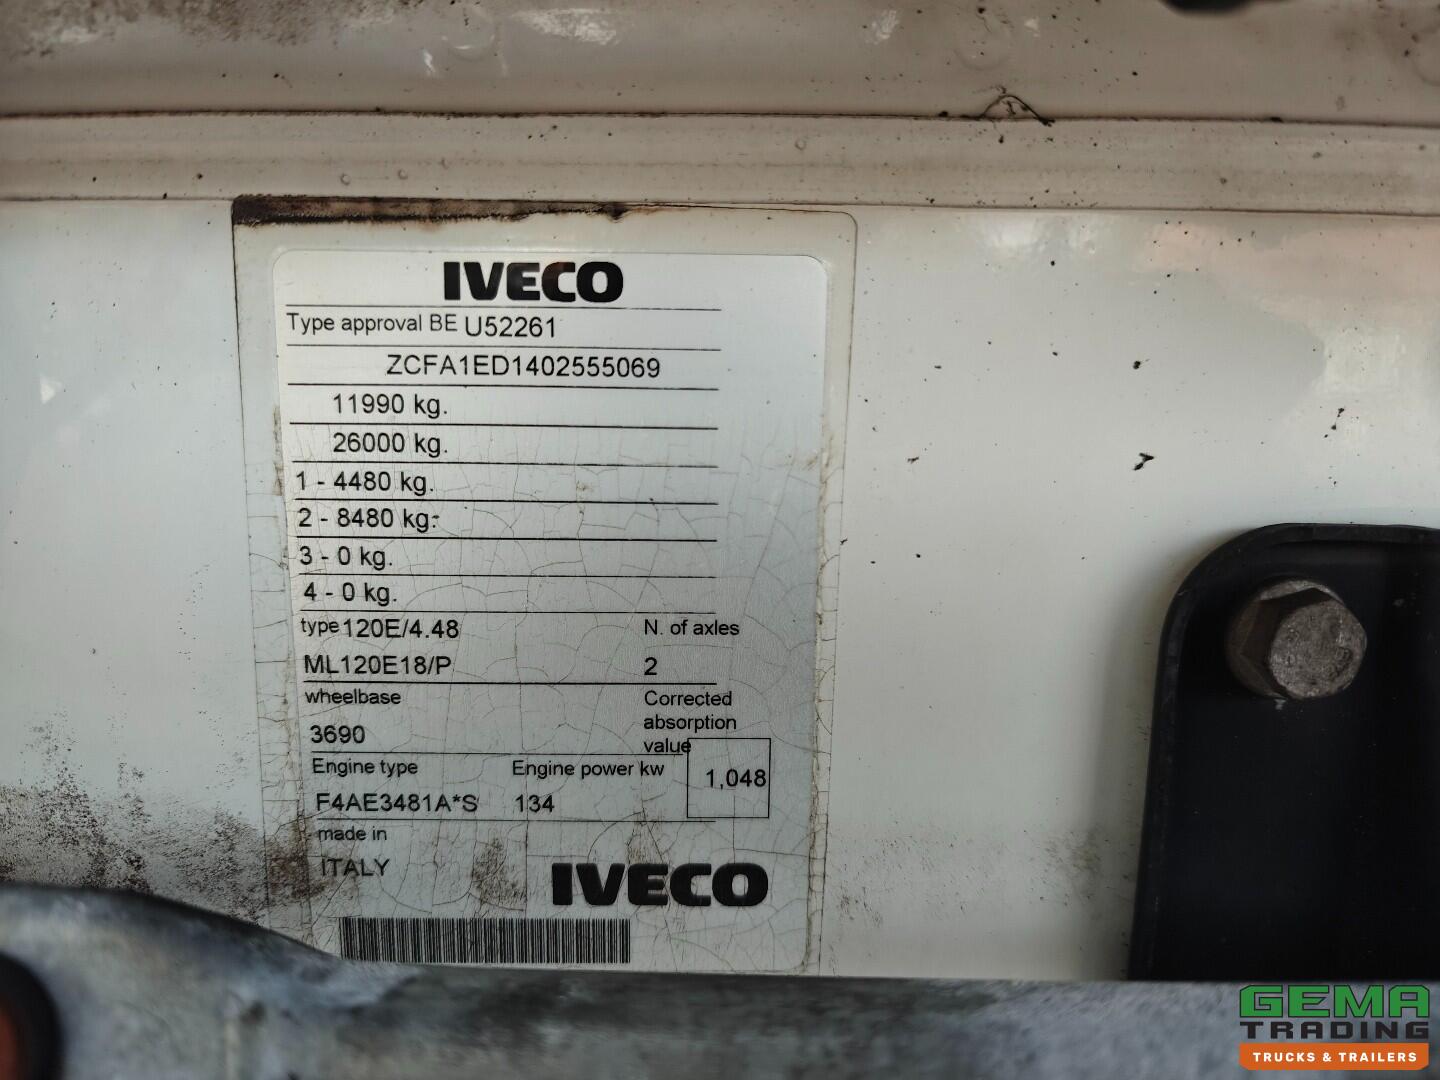 IVECO
Type approval BE U52261
ZCFA1ED1402555069
11990 kg.
26000 kg.
1 - 4480 kg.
2 - 8480 kg.
3 - 0 kg.
4 - 0 kg.
type 120E/4.48 N. of axles
ML120E18/P 2
wheelbase Corrected
absorption
3690 value
Engine type Engine power kw 1,048
F4AE3481A*S 134
made in
ITALY
IVECO
GEMA
TRADING
TRUCKS & TRAILERS